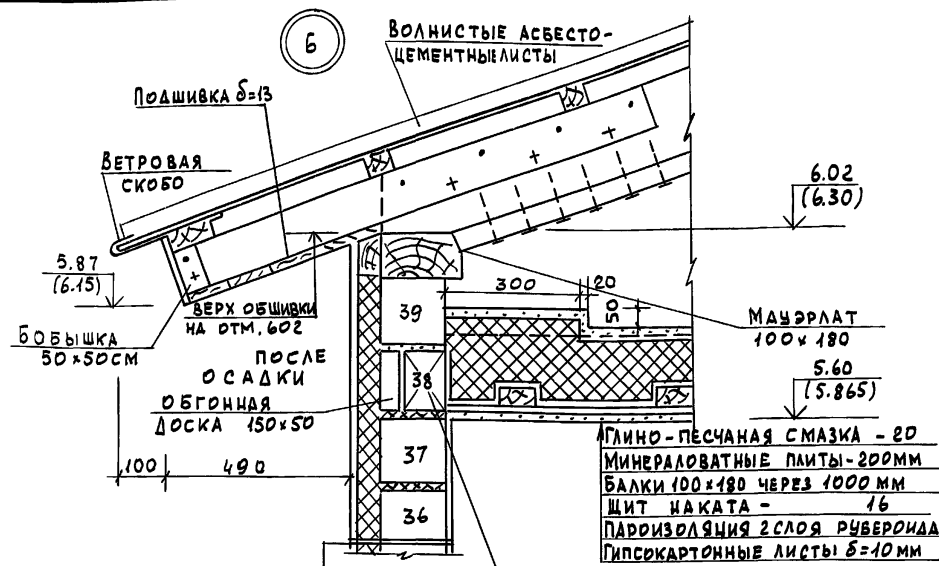 Б
ВОЛНИСТЫЕ АСБЕСТО-
ЦЕМЕНТНЫЕ ЛИСТЫ
ПОДШИВКА δ=13
ВЕТРОВАЯ
СКОБО
6.02
(6.30)
5.87
(6.15)
ВЕРХ ОБШИВКИ
НА ОТМ. 602
39
300
20
50
БОБЫШКА
50×50СМ
МАУЭРЛАТ
100×180
ПОСЛЕ
ОСАДКИ
ОБГОННАЯ
ДОСКА 150×50
38
5.60
(5.865)
100
490
37
36
ГЛИНО-ПЕСЧАНАЯ СМАЗКА - 20
МИНЕРАЛОВАТНЫЕ ПЛИТЫ-200ММ
БАЛКИ 100×180 ЧЕРЕЗ 1000 ММ
ЩИТ НАКАТА - 16
ПАРОИЗОЛЯЦИЯ 2 СЛОЯ РУБЕРОИДА
ГИПСОКАРТОННЫЕ ЛИСТЫ δ=10ММ